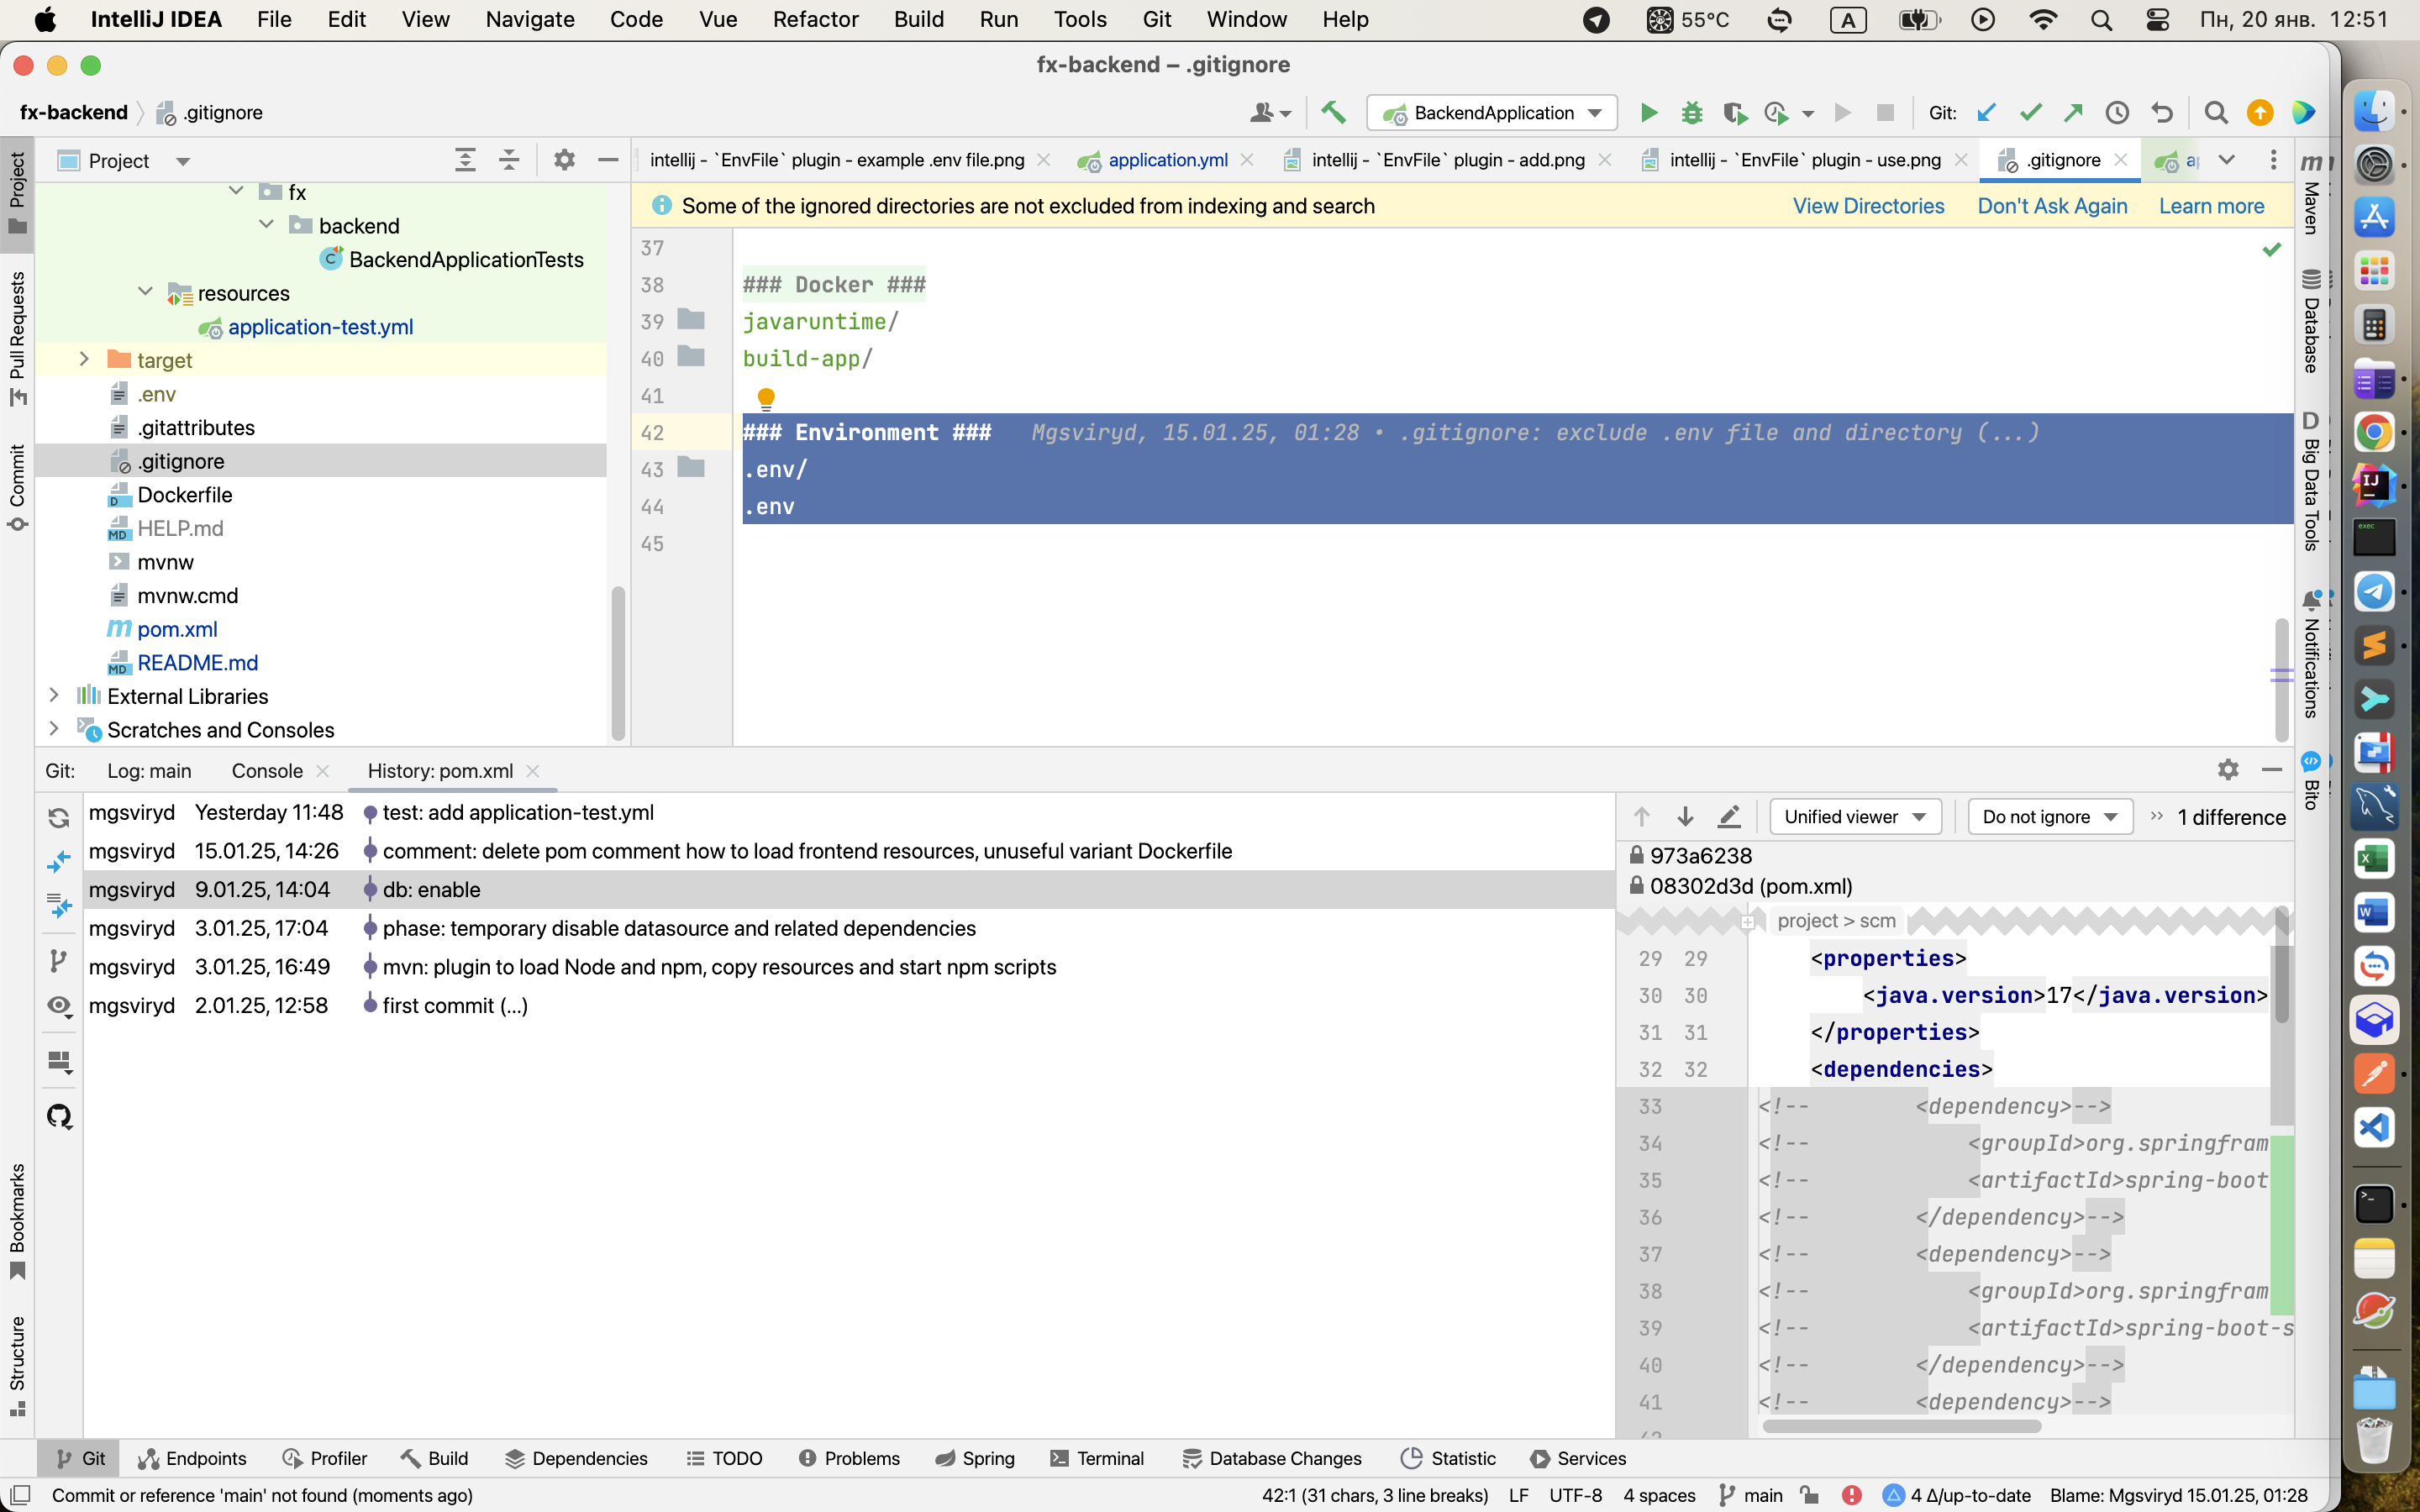 IntelliJ IDEA File Edit View Navigate Code Vue Refactor Build Run Tools Git Window Help 55°C A Пн, 20 янв. 12:51
fx-backend – .gitignore
fx-backend .gitignore BackendApplication Git:
Project intellij - `EnvFile` plugin - example .env file.png application.yml intellij - `EnvFile` plugin - add.png intellij - `EnvFile` plugin - use.png .gitignore
Some of the ignored directories are not excluded from indexing and search View Directories Don't Ask Again Learn more
Project
Pull Requests
Commit
Bookmarks
Structure
fx
backend
BackendApplicationTests
resources
application-test.yml
target
.env
.gitattributes
.gitignore
Dockerfile
HELP.md
mvnw
mvnw.cmd
pom.xml
README.md
External Libraries
Scratches and Consoles
37
38 ### Docker ###
39 javaruntime/
40 build-app/
41
42 ### Environment ### Mgsviryd, 15.01.25, 01:28 • .gitignore: exclude .env file and directory (...)
43 .env/
44 .env
45
Maven
Database
D Big Data Tools
Notifications
Bito
Git: Log: main Console History: pom.xml
mgsviryd Yesterday 11:48 test: add application-test.yml
mgsviryd 15.01.25, 14:26 comment: delete pom comment how to load frontend resources, unuseful variant Dockerfile
mgsviryd 9.01.25, 14:04 db: enable
mgsviryd 3.01.25, 17:04 phase: temporary disable datasource and related dependencies
mgsviryd 3.01.25, 16:49 mvn: plugin to load Node and npm, copy resources and start npm scripts
mgsviryd 2.01.25, 12:58 first commit (...)
Unified viewer Do not ignore 1 difference
973a6238
08302d3d (pom.xml)
project > scm
29 29 <properties>
30 30 <java.version>17</java.version>
31 31 </properties>
32 32 <dependencies>
33 <!-- <dependency>-->
34 <!-- <groupId>org.springfram
35 <!-- <artifactId>spring-boot
36 <!-- </dependency>-->
37 <!-- <dependency>-->
38 <!-- <groupId>org.springfram
39 <!-- <artifactId>spring-boot-s
40 <!-- </dependency>-->
41 <!-- <dependency>-->
Git Endpoints Profiler Build Dependencies TODO Problems Spring Terminal Database Changes Statistic Services
Commit or reference 'main' not found (moments ago) 42:1 (31 chars, 3 line breaks) LF UTF-8 4 spaces main 4 Δ/up-to-date Blame: Mgsviryd 15.01.25, 01:28